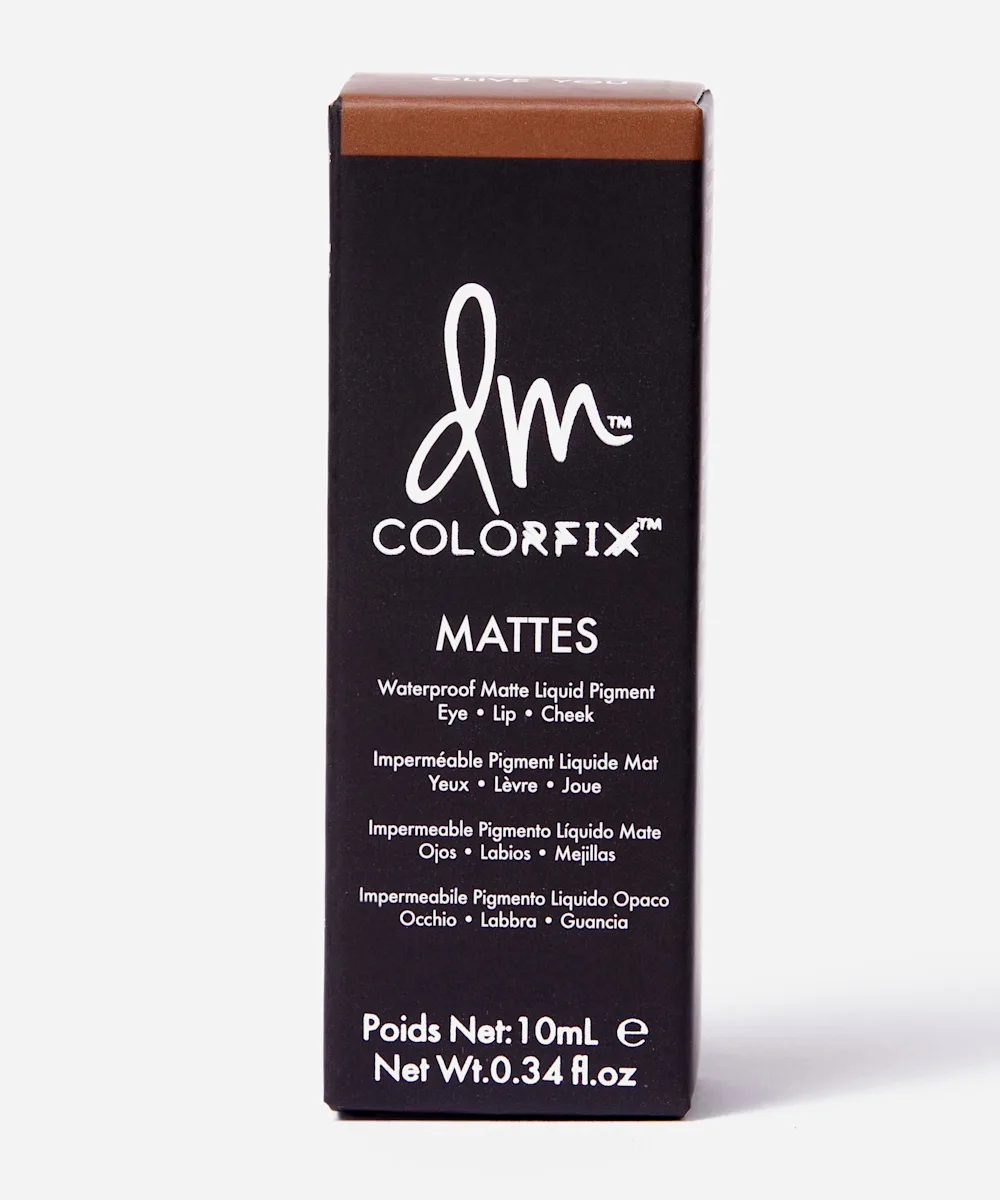 OLIVE YOU
dm™
COLORFIX™
MATTES
Waterproof Matte Liquid Pigment
Eye • Lip • Cheek
Imperméable Pigment Liquide Mat
Yeux • Lèvre • Joue
Impermeable Pigmento Líquido Mate
Ojos • Labios • Mejillas
Impermeabile Pigmento Liquido Opaco
Occhio • Labbra • Guancia
Poids Net:10mL ℮
Net Wt.0.34 fl.oz